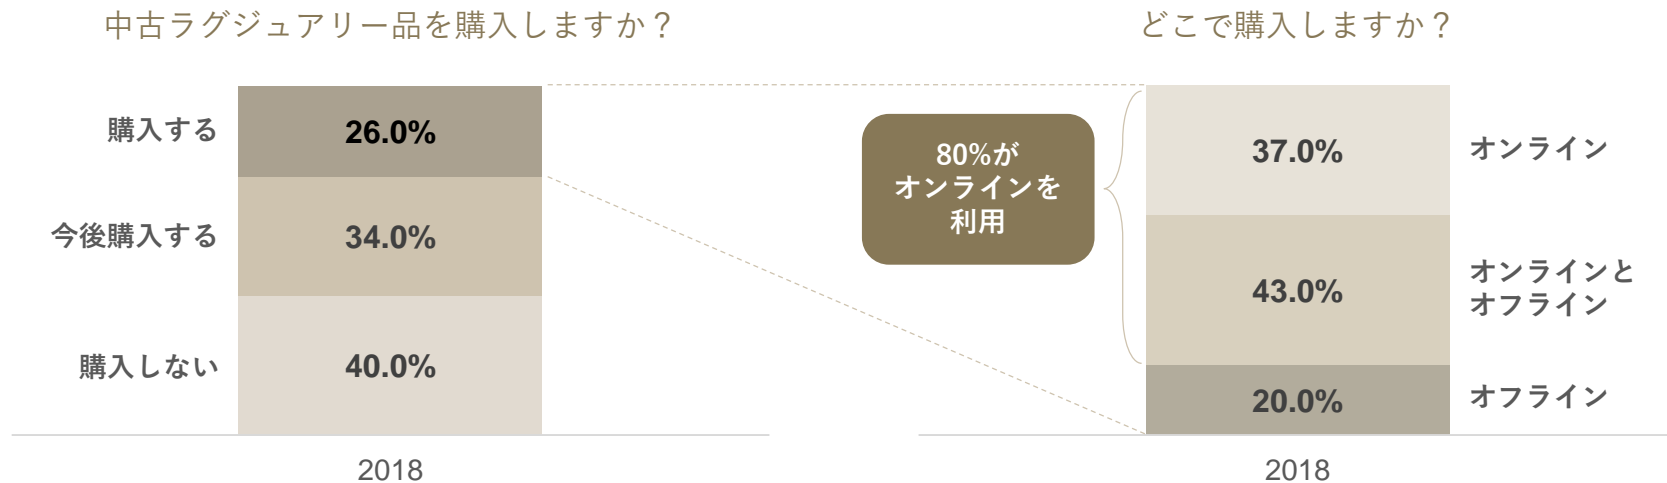 中古ラグジュアリー品を購入しますか？
購入する
26.0%
今後購入する
34.0%
購入しない
40.0%
2018
どこで購入しますか？
80%が
オンラインを
利用
37.0%
オンライン
43.0%
オンラインと
オフライン
20.0%
オフライン
2018